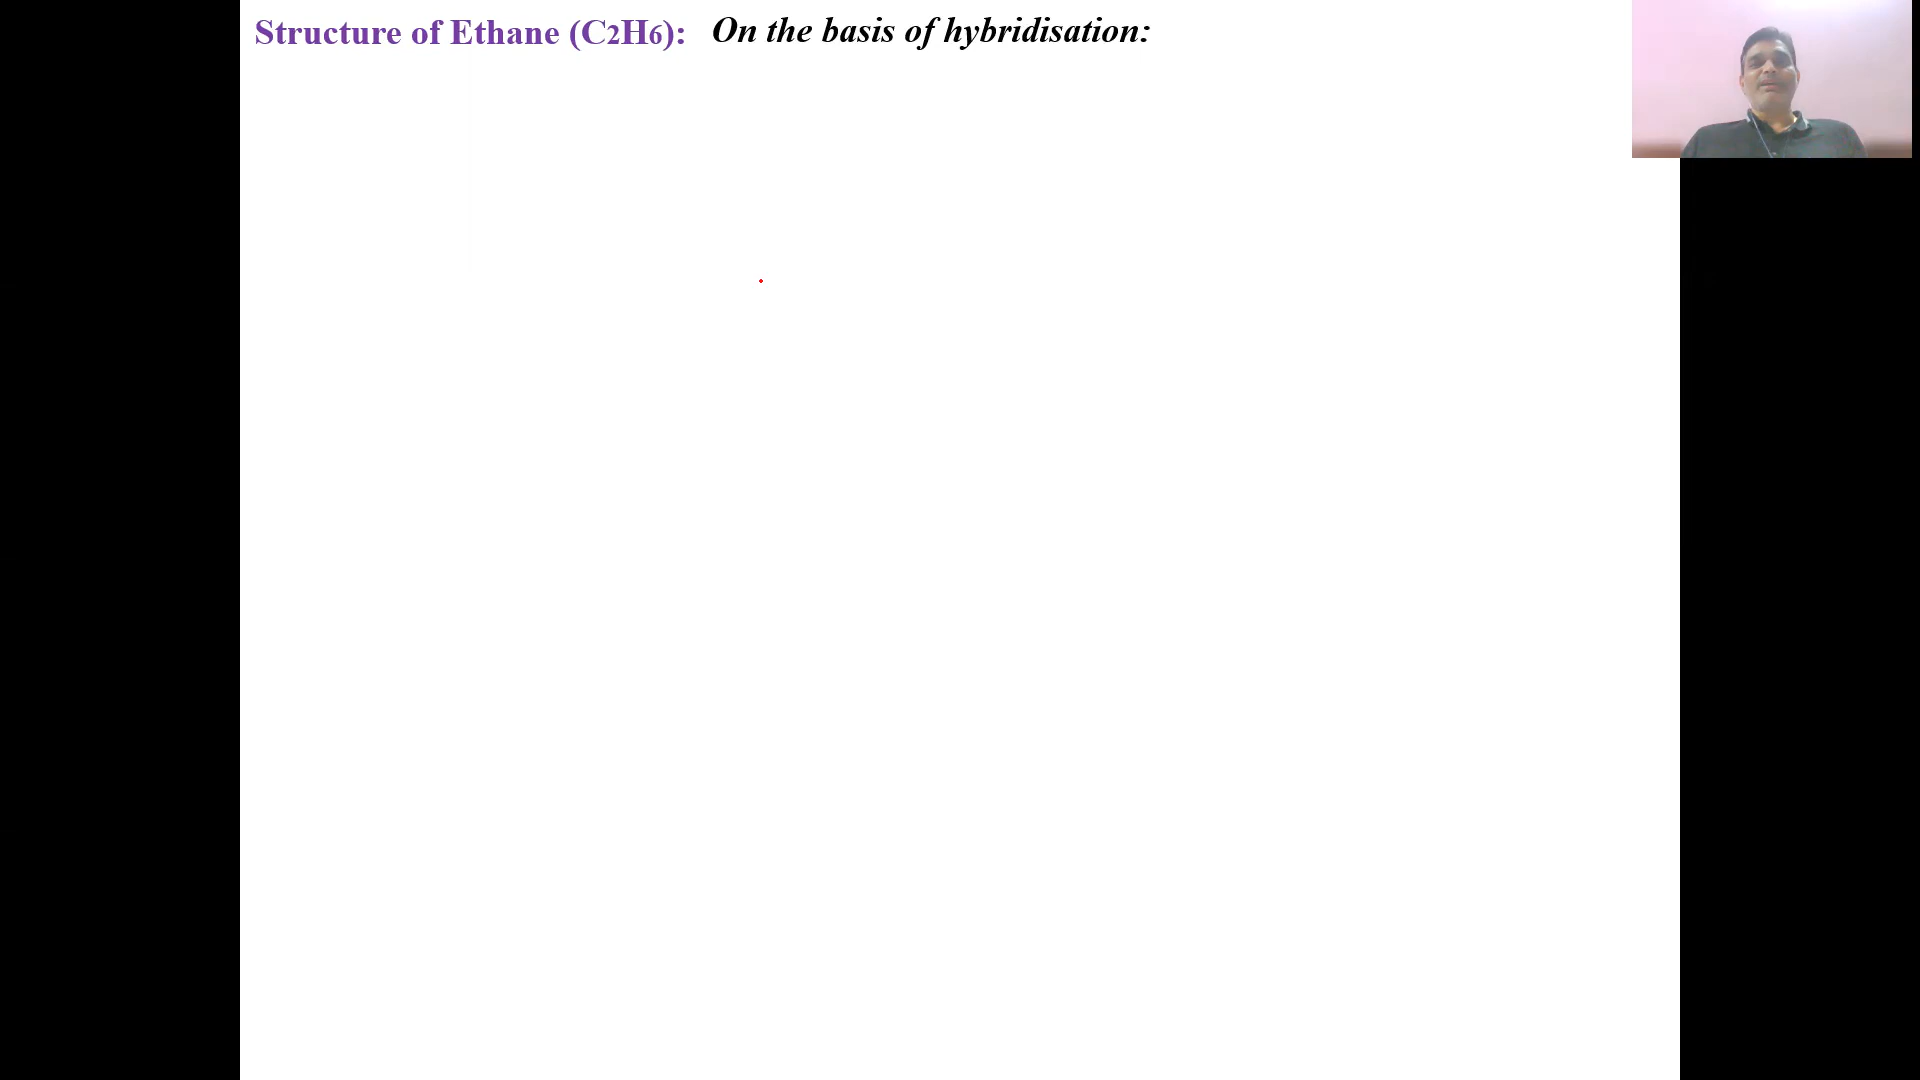 Structure of Ethane (C2H6): On the basis of hybridisation: